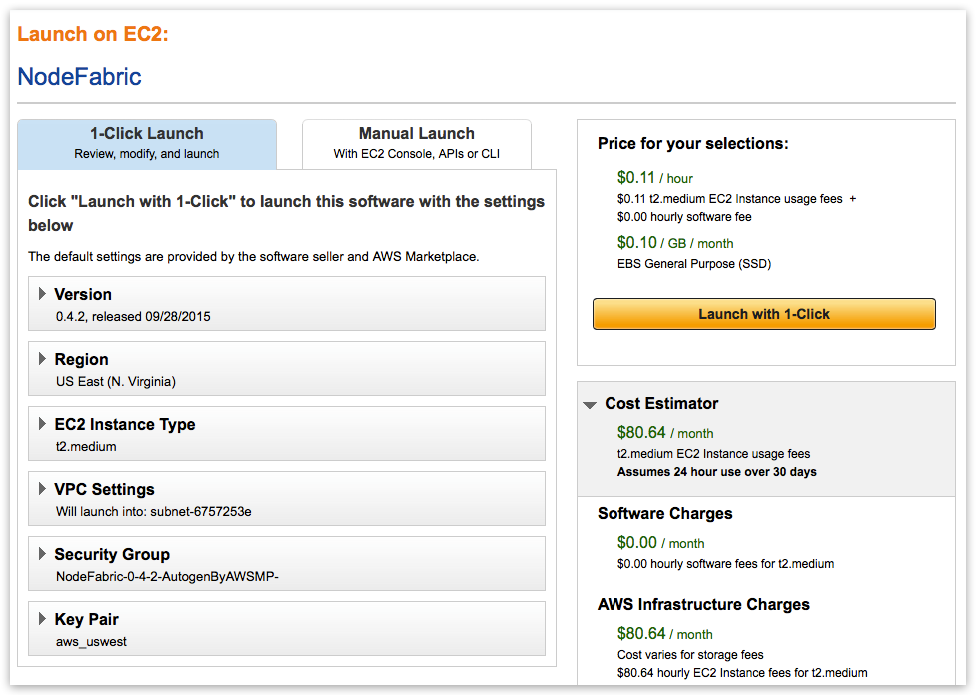 Launch on EC2:
NodeFabric
1-Click Launch
Review, modify, and launch
Manual Launch
With EC2 Console, APIs or CLI
Click "Launch with 1-Click" to launch this software with the settings
below
The default settings are provided by the software seller and AWS Marketplace.
Version
0.4.2, released 09/28/2015
Region
US East (N. Virginia)
EC2 Instance Type
t2.medium
VPC Settings
Will launch into: subnet-6757253e
Security Group
NodeFabric-0-4-2-AutogenByAWSMP-
Key Pair
aws_uswest
Price for your selections:
$0.11 / hour
$0.11 t2.medium EC2 Instance usage fees +
$0.00 hourly software fee
$0.10 / GB / month
EBS General Purpose (SSD)
Launch with 1-Click
Cost Estimator
$80.64 / month
t2.medium EC2 Instance usage fees
Assumes 24 hour use over 30 days
Software Charges
$0.00 / month
$0.00 hourly software fees for t2.medium
AWS Infrastructure Charges
$80.64 / month
Cost varies for storage fees
$80.64 hourly EC2 Instance fees for t2.medium